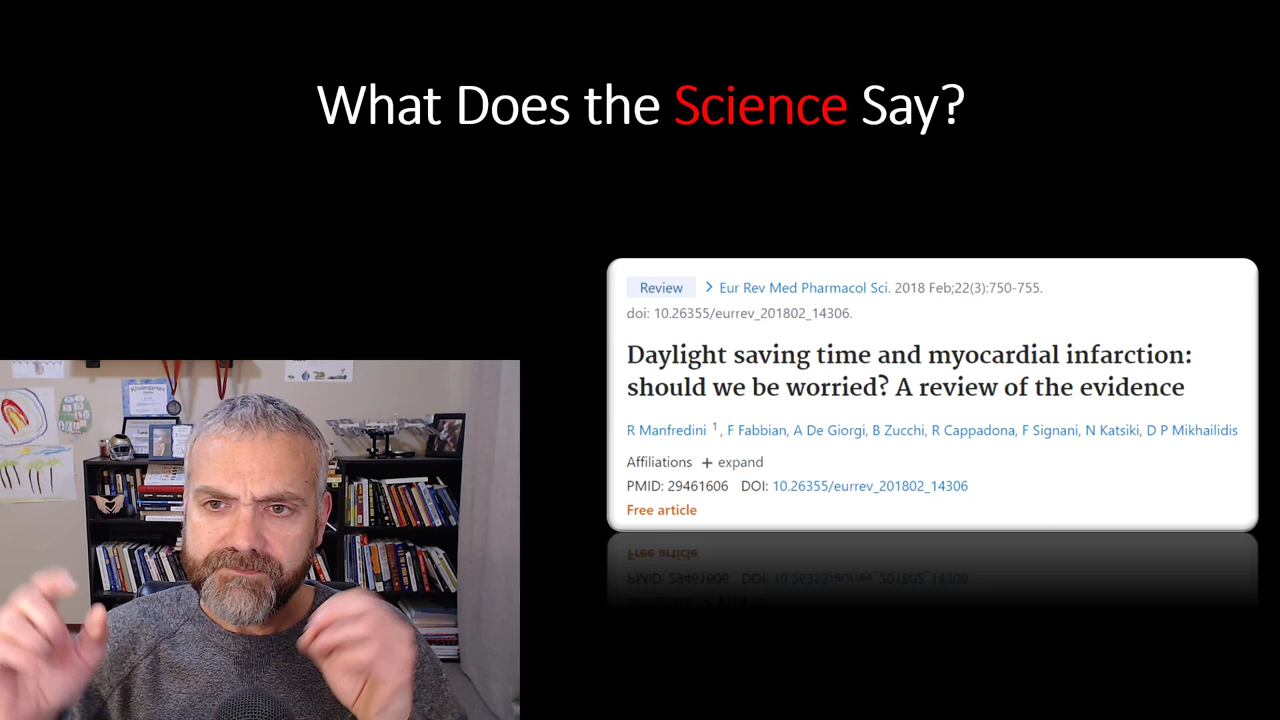 What Does the Science Say?
Review > Eur Rev Med Pharmacol Sci. 2018 Feb;22(3):750-755.
doi: 10.26355/eurrev_201802_14306.
Daylight saving time and myocardial infarction:
should we be worried? A review of the evidence
R Manfredini 1, F Fabbian, A De Giorgi, B Zucchi, R Cappadona, F Signani, N Katsiki, D P Mikhailidis
Affiliations + expand
PMID: 29461606 DOI: 10.26355/eurrev_201802_14306
Free article